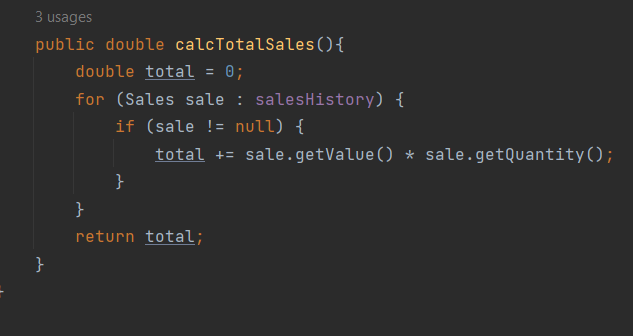 3 usages
public double calcTotalSales(){
double total = 0;
for (Sales sale : salesHistory) {
if (sale != null) {
total += sale.getValue() * sale.getQuantity();
}
}
return total;
}